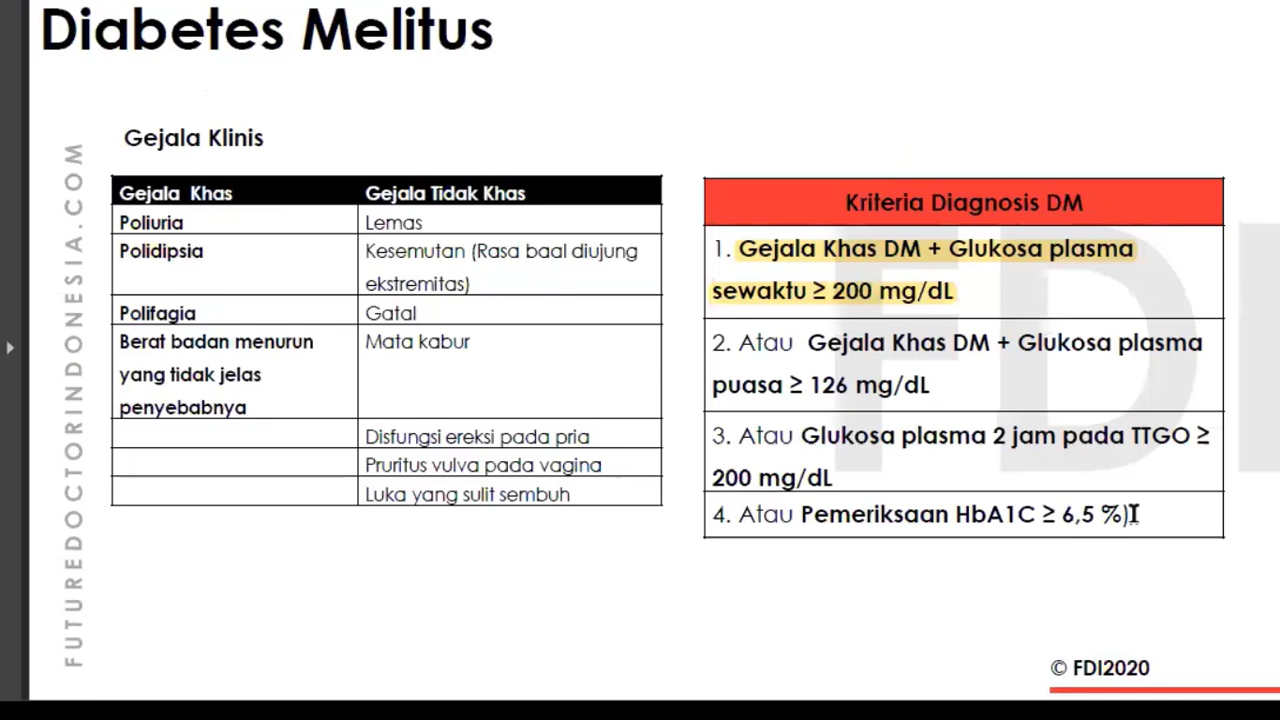 Diabetes Melitus
Gejala Klinis
FUTUREDOCTORINDONESIA.COM
Gejala Khas Gejala Tidak Khas
Poliuria Lemas
Polidipsia Kesemutan (Rasa baal diujung
ekstremitas)
Polifagia Gatal
Berat badan menurun Mata kabur
yang tidak jelas
penyebabnya
Disfungsi ereksi pada pria
Pruritus vulva pada vagina
Luka yang sulit sembuh
Kriteria Diagnosis DM
1. Gejala Khas DM + Glukosa plasma
sewaktu ≥ 200 mg/dL
2. Atau Gejala Khas DM + Glukosa plasma
puasa ≥ 126 mg/dL
3. Atau Glukosa plasma 2 jam pada TTGO ≥
200 mg/dL
4. Atau Pemeriksaan HbA1C ≥ 6,5 %)
FDI
© FDI2020